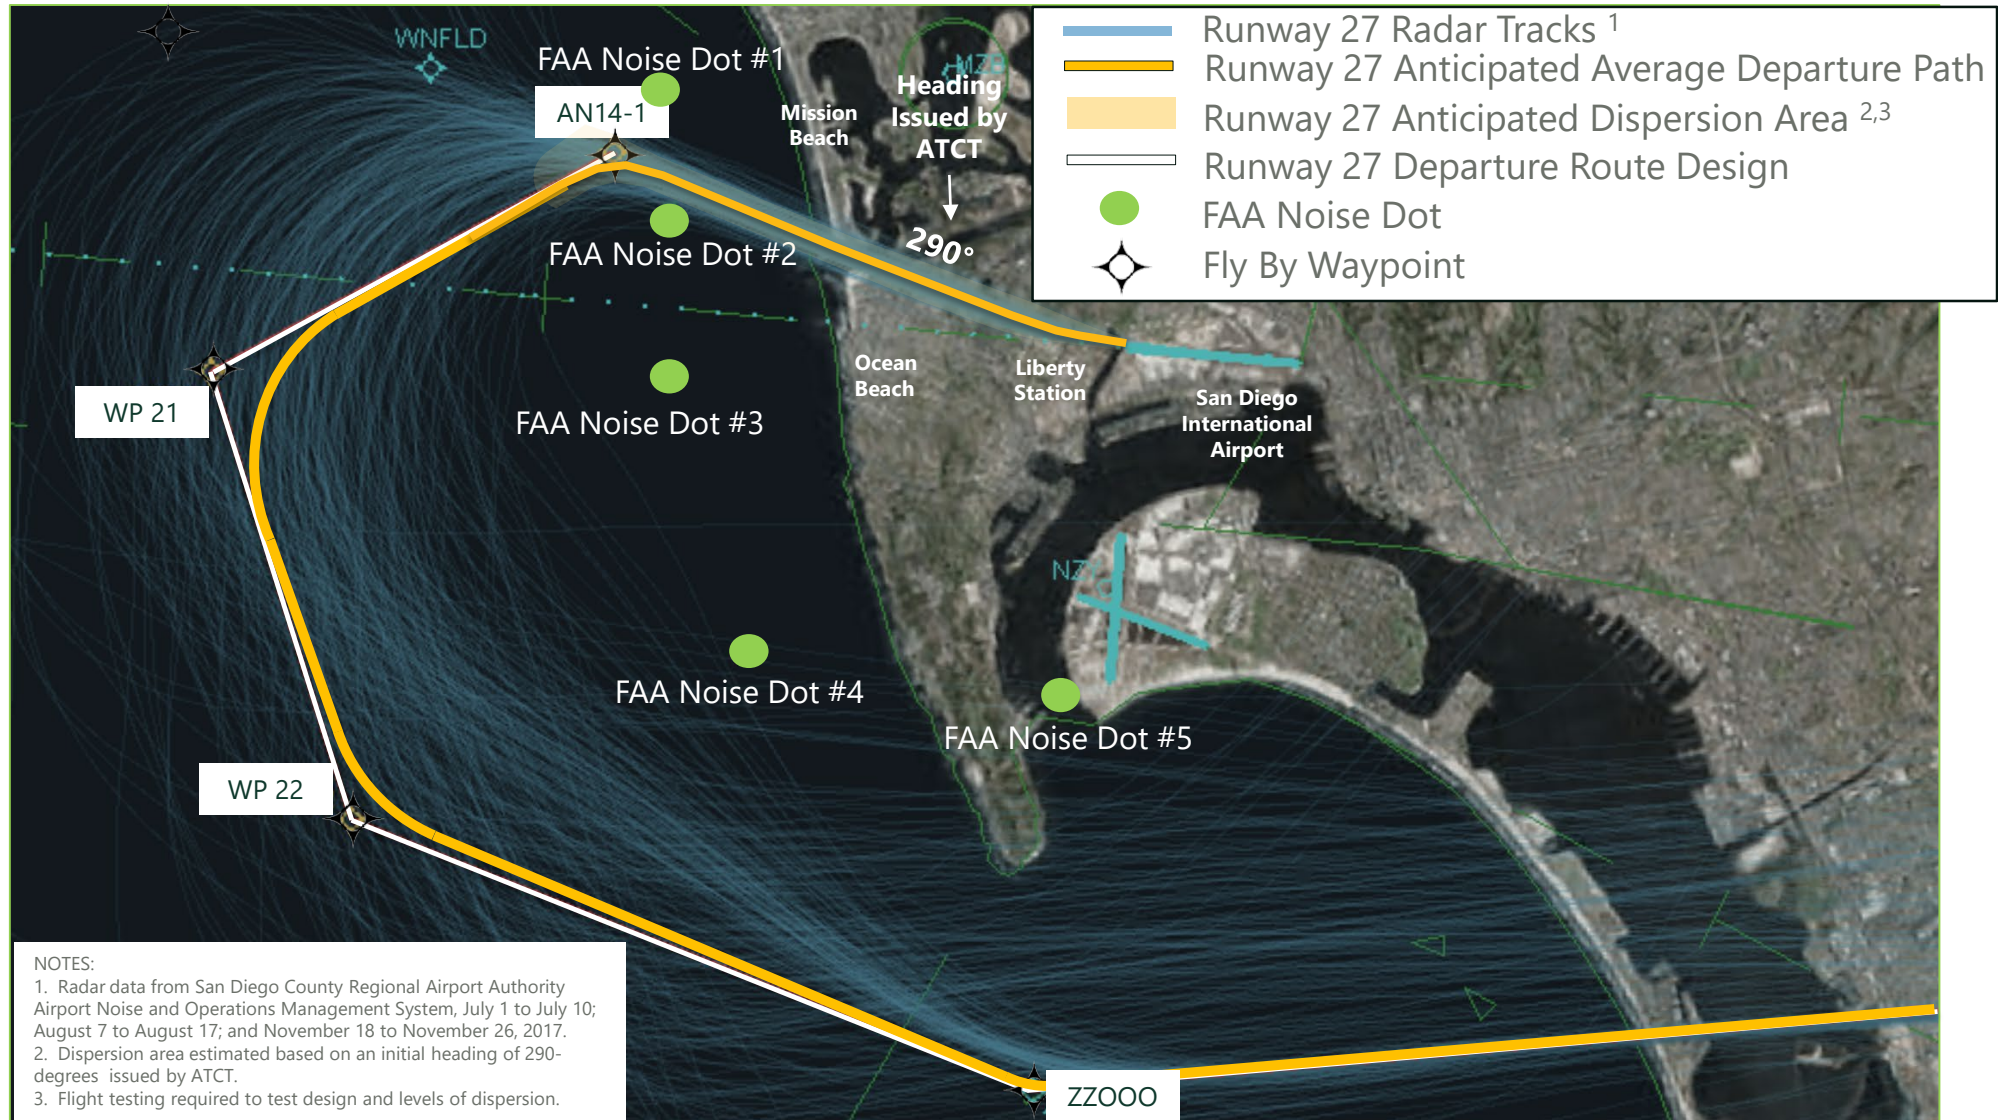 WNFLD
FAA Noise Dot #1
AN14-1
Mission
Beach
MZB
Heading
Issued by
ATCT
290°
Runway 27 Radar Tracks 1
Runway 27 Anticipated Average Departure Path
Runway 27 Anticipated Dispersion Area 2,3
Runway 27 Departure Route Design
FAA Noise Dot
Fly By Waypoint
FAA Noise Dot #2
FAA Noise Dot #3
Ocean
Beach
Liberty
Station
San Diego
International
Airport
WP 21
NZY
FAA Noise Dot #4
FAA Noise Dot #5
WP 22
ZZOOO
NOTES:
1. Radar data from San Diego County Regional Airport Authority
Airport Noise and Operations Management System, July 1 to July 10;
August 7 to August 17; and November 18 to November 26, 2017.
2. Dispersion area estimated based on an initial heading of 290-
degrees issued by ATCT.
3. Flight testing required to test design and levels of dispersion.